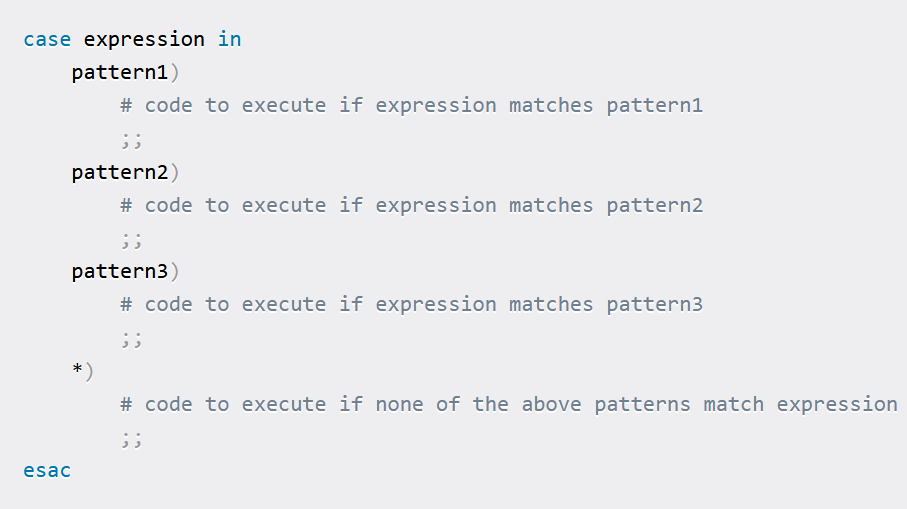 case expression in
    pattern1)
        # code to execute if expression matches pattern1
        ;;
    pattern2)
        # code to execute if expression matches pattern2
        ;;
    pattern3)
        # code to execute if expression matches pattern3
        ;;
    *)
        # code to execute if none of the above patterns match expression
        ;;
esac